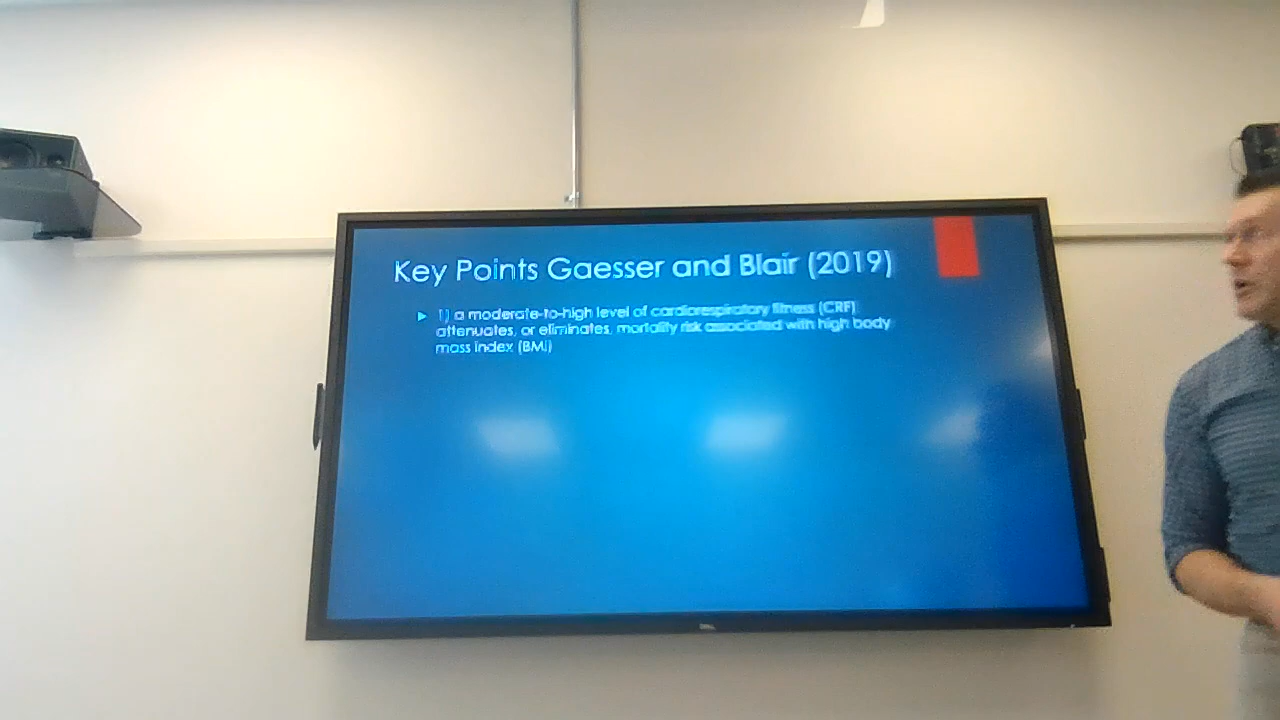 Key Points Gaesser and Blair (2019)
1) a moderate-to-high level of cardiorespiratory fitness (CRF)
attenuates, or eliminates, mortality risk associated with high body
mass index (BMI)